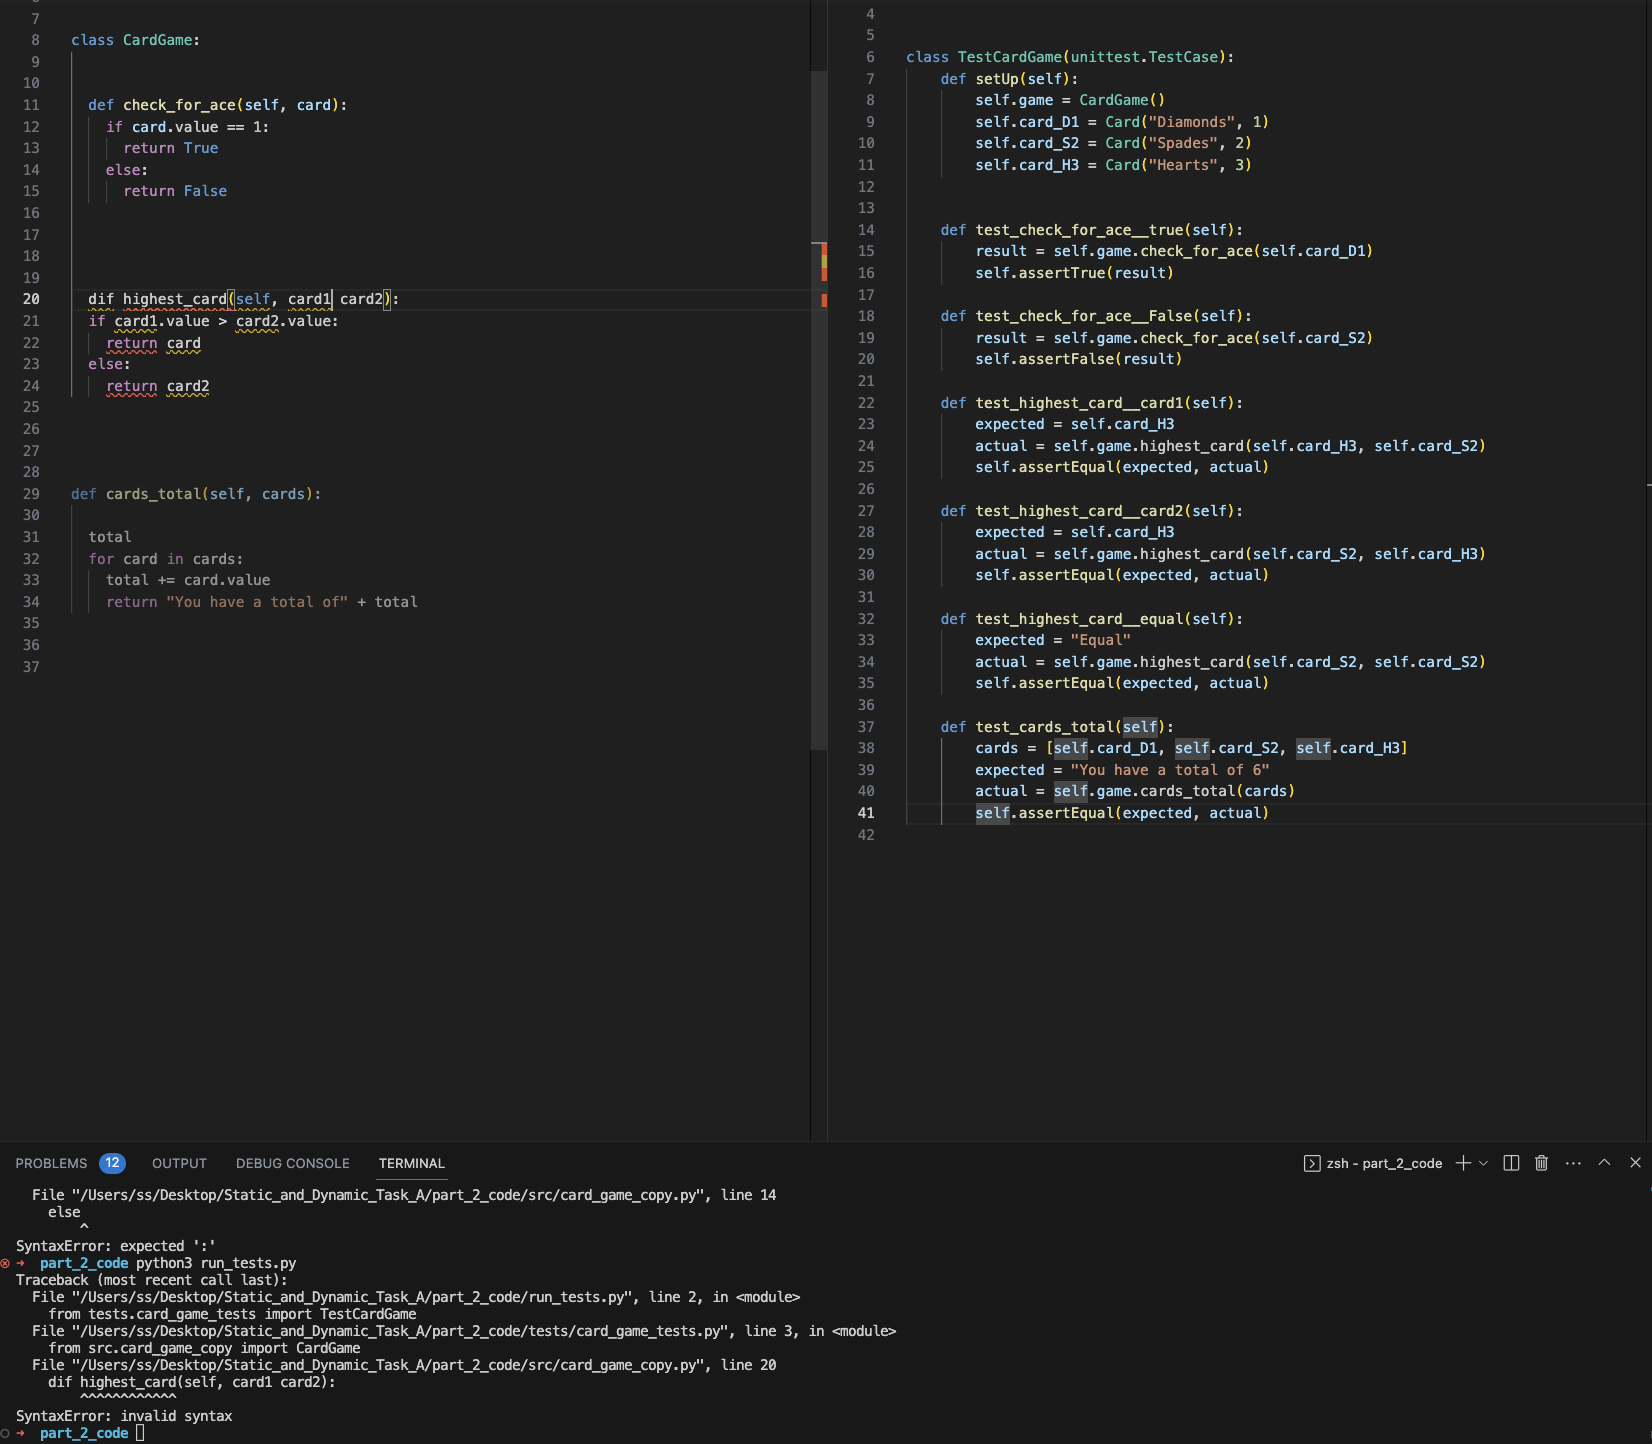 7
8 class CardGame:
9
10
11 def check_for_ace(self, card):
12 if card.value == 1:
13 return True
14 else:
15 return False
16
17
18
19
20 dif highest_card(self, card1 card2):
21 if card1.value > card2.value:
22 return card
23 else:
24 return card2
25
26
27
28
29 def cards_total(self, cards):
30
31 total
32 for card in cards:
33 total += card.value
34 return "You have a total of" + total
35
36
37
4
5
6 class TestCardGame(unittest.TestCase):
7 def setUp(self):
8 self.game = CardGame()
9 self.card_D1 = Card("Diamonds", 1)
10 self.card_S2 = Card("Spades", 2)
11 self.card_H3 = Card("Hearts", 3)
12
13
14 def test_check_for_ace__true(self):
15 result = self.game.check_for_ace(self.card_D1)
16 self.assertTrue(result)
17
18 def test_check_for_ace__False(self):
19 result = self.game.check_for_ace(self.card_S2)
20 self.assertFalse(result)
21
22 def test_highest_card__card1(self):
23 expected = self.card_H3
24 actual = self.game.highest_card(self.card_H3, self.card_S2)
25 self.assertEqual(expected, actual)
26
27 def test_highest_card__card2(self):
28 expected = self.card_H3
29 actual = self.game.highest_card(self.card_S2, self.card_H3)
30 self.assertEqual(expected, actual)
31
32 def test_highest_card__equal(self):
33 expected = "Equal"
34 actual = self.game.highest_card(self.card_S2, self.card_S2)
35 self.assertEqual(expected, actual)
36
37 def test_cards_total(self):
38 cards = [self.card_D1, self.card_S2, self.card_H3]
39 expected = "You have a total of 6"
40 actual = self.game.cards_total(cards)
41 self.assertEqual(expected, actual)
42
PROBLEMS 12 OUTPUT DEBUG CONSOLE TERMINAL zsh - part_2_code
File "/Users/ss/Desktop/Static_and_Dynamic_Task_A/part_2_code/src/card_game_copy.py", line 14
else
^
SyntaxError: expected ':'
➜ part_2_code python3 run_tests.py
Traceback (most recent call last):
File "/Users/ss/Desktop/Static_and_Dynamic_Task_A/part_2_code/run_tests.py", line 2, in <module>
from tests.card_game_tests import TestCardGame
File "/Users/ss/Desktop/Static_and_Dynamic_Task_A/part_2_code/tests/card_game_tests.py", line 3, in <module>
from src.card_game_copy import CardGame
File "/Users/ss/Desktop/Static_and_Dynamic_Task_A/part_2_code/src/card_game_copy.py", line 20
dif highest_card(self, card1 card2):
^^^^^^^^^^^^
SyntaxError: invalid syntax
➜ part_2_code